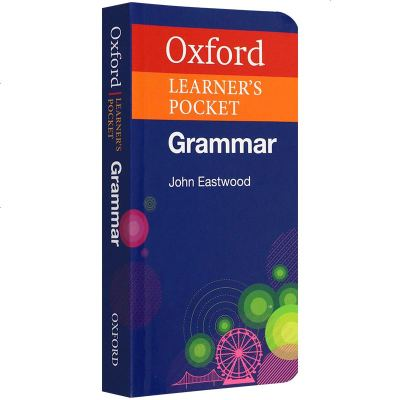 Oxford
LEARNER'S
POCKET
Grammar
John Eastwood
Oxford
LEARNER'S
POCKET
Grammar
OXFORD